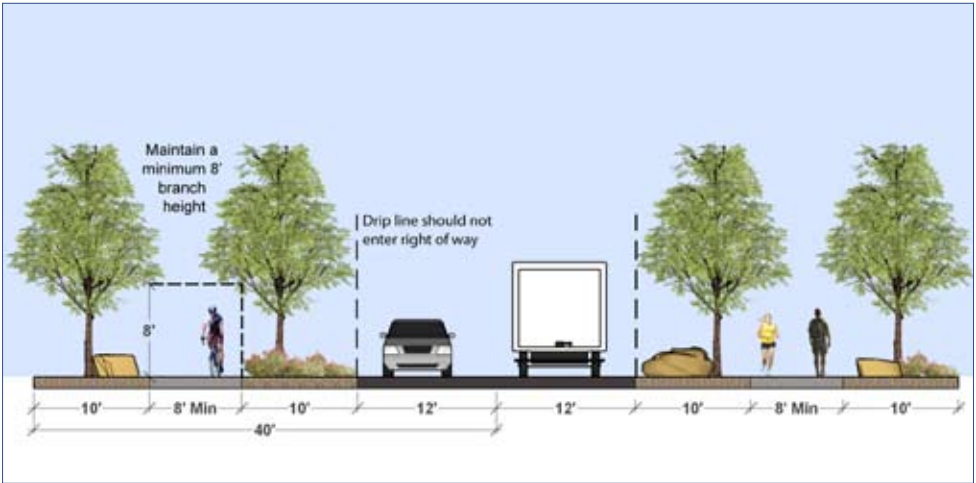 Maintain a
minimum 8'
branch
height
Drip line should not
enter right of way
8'
10'
8' Min
10'
12'
12'
10'
8' Min
10'
40'